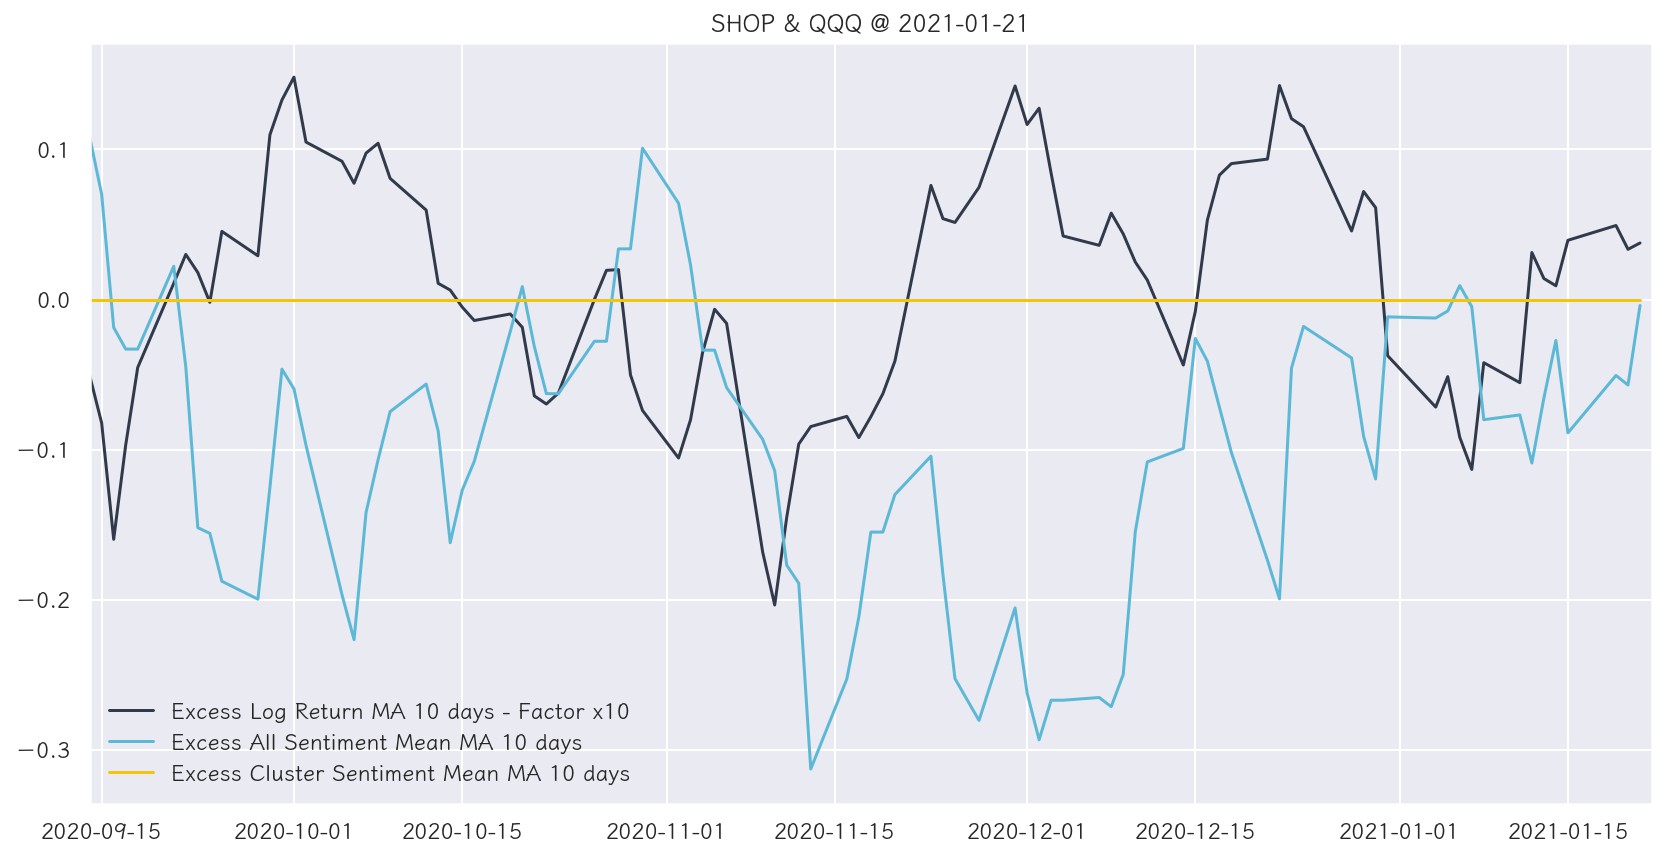 SHOP & QQQ @ 2021-01-21
0.1
0.0
−0.1
−0.2
−0.3
Excess Log Return MA 10 days - Factor x10
Excess All Sentiment Mean MA 10 days
Excess Cluster Sentiment Mean MA 10 days
2020-09-15 2020-10-01 2020-10-15 2020-11-01 2020-11-15 2020-12-01 2020-12-15 2021-01-01 2021-01-15